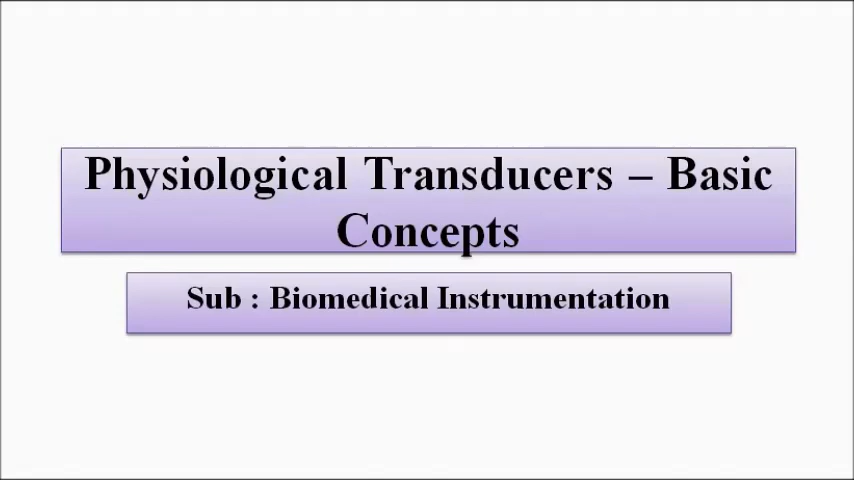 Physiological Transducers – Basic
Concepts
Sub : Biomedical Instrumentation